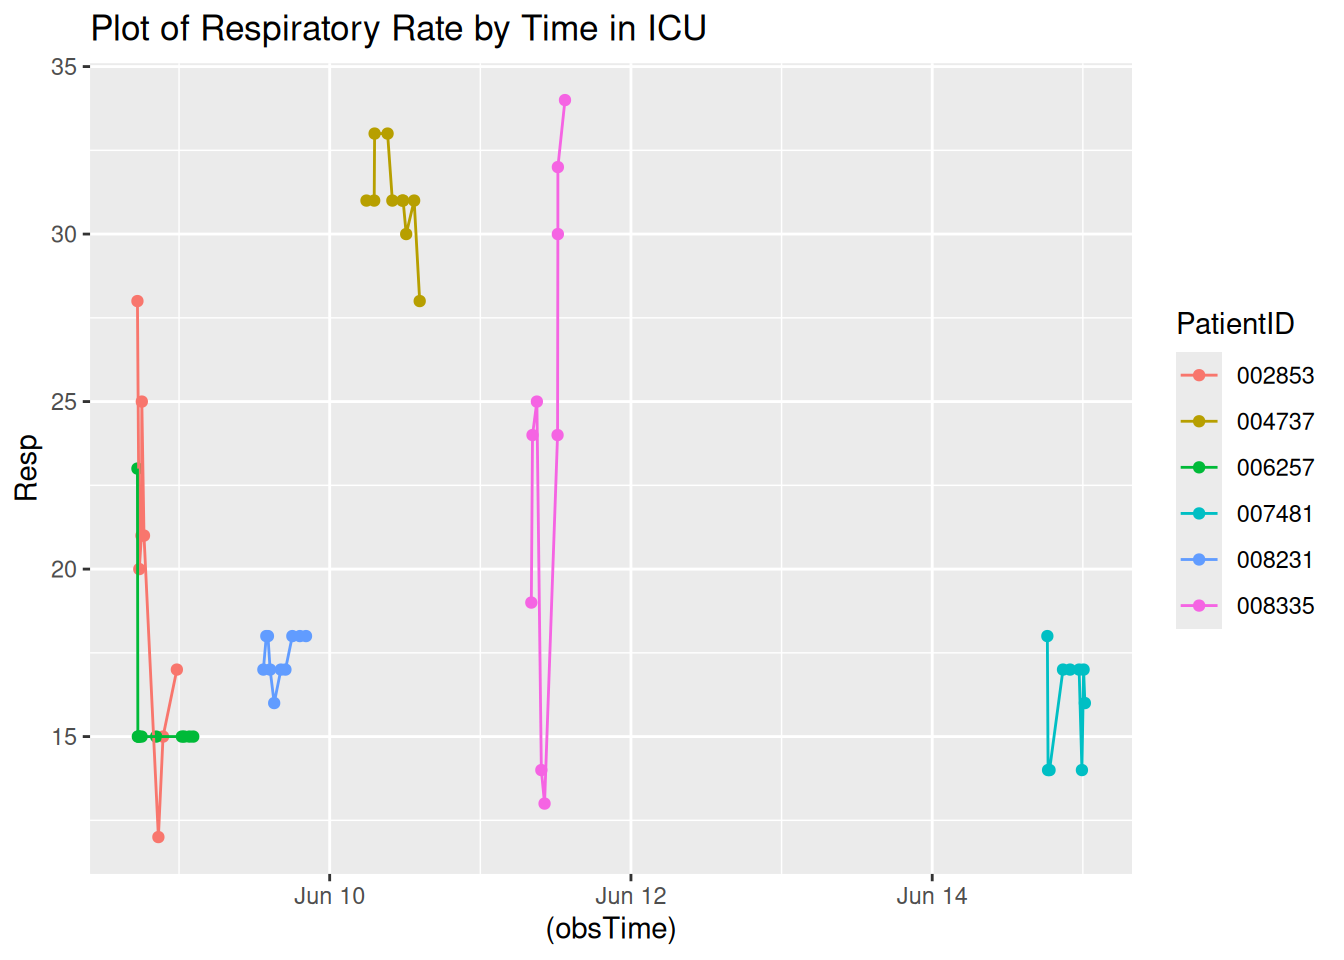 Plot of Respiratory Rate by Time in ICU
35
30
25
20
15
Resp
Jun 10
Jun 12
Jun 14
(obsTime)
PatientID
002853
004737
006257
007481
008231
008335